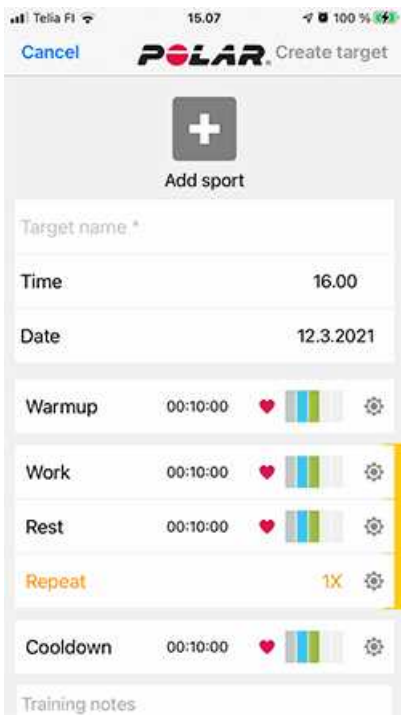 Telia FI 15.07 100 %
Cancel POLAR. Create target
Add sport
Target name *
Time 16.00
Date 12.3.2021
Warmup 00:10:00
Work 00:10:00
Rest 00:10:00
Repeat 1X
Cooldown 00:10:00
Training notes